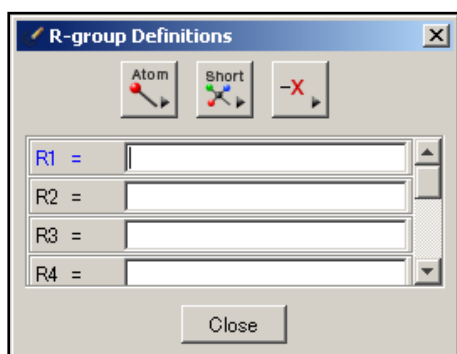 R-group Definitions
Atom Short -X
R1 =
R2 =
R3 =
R4 =
Close